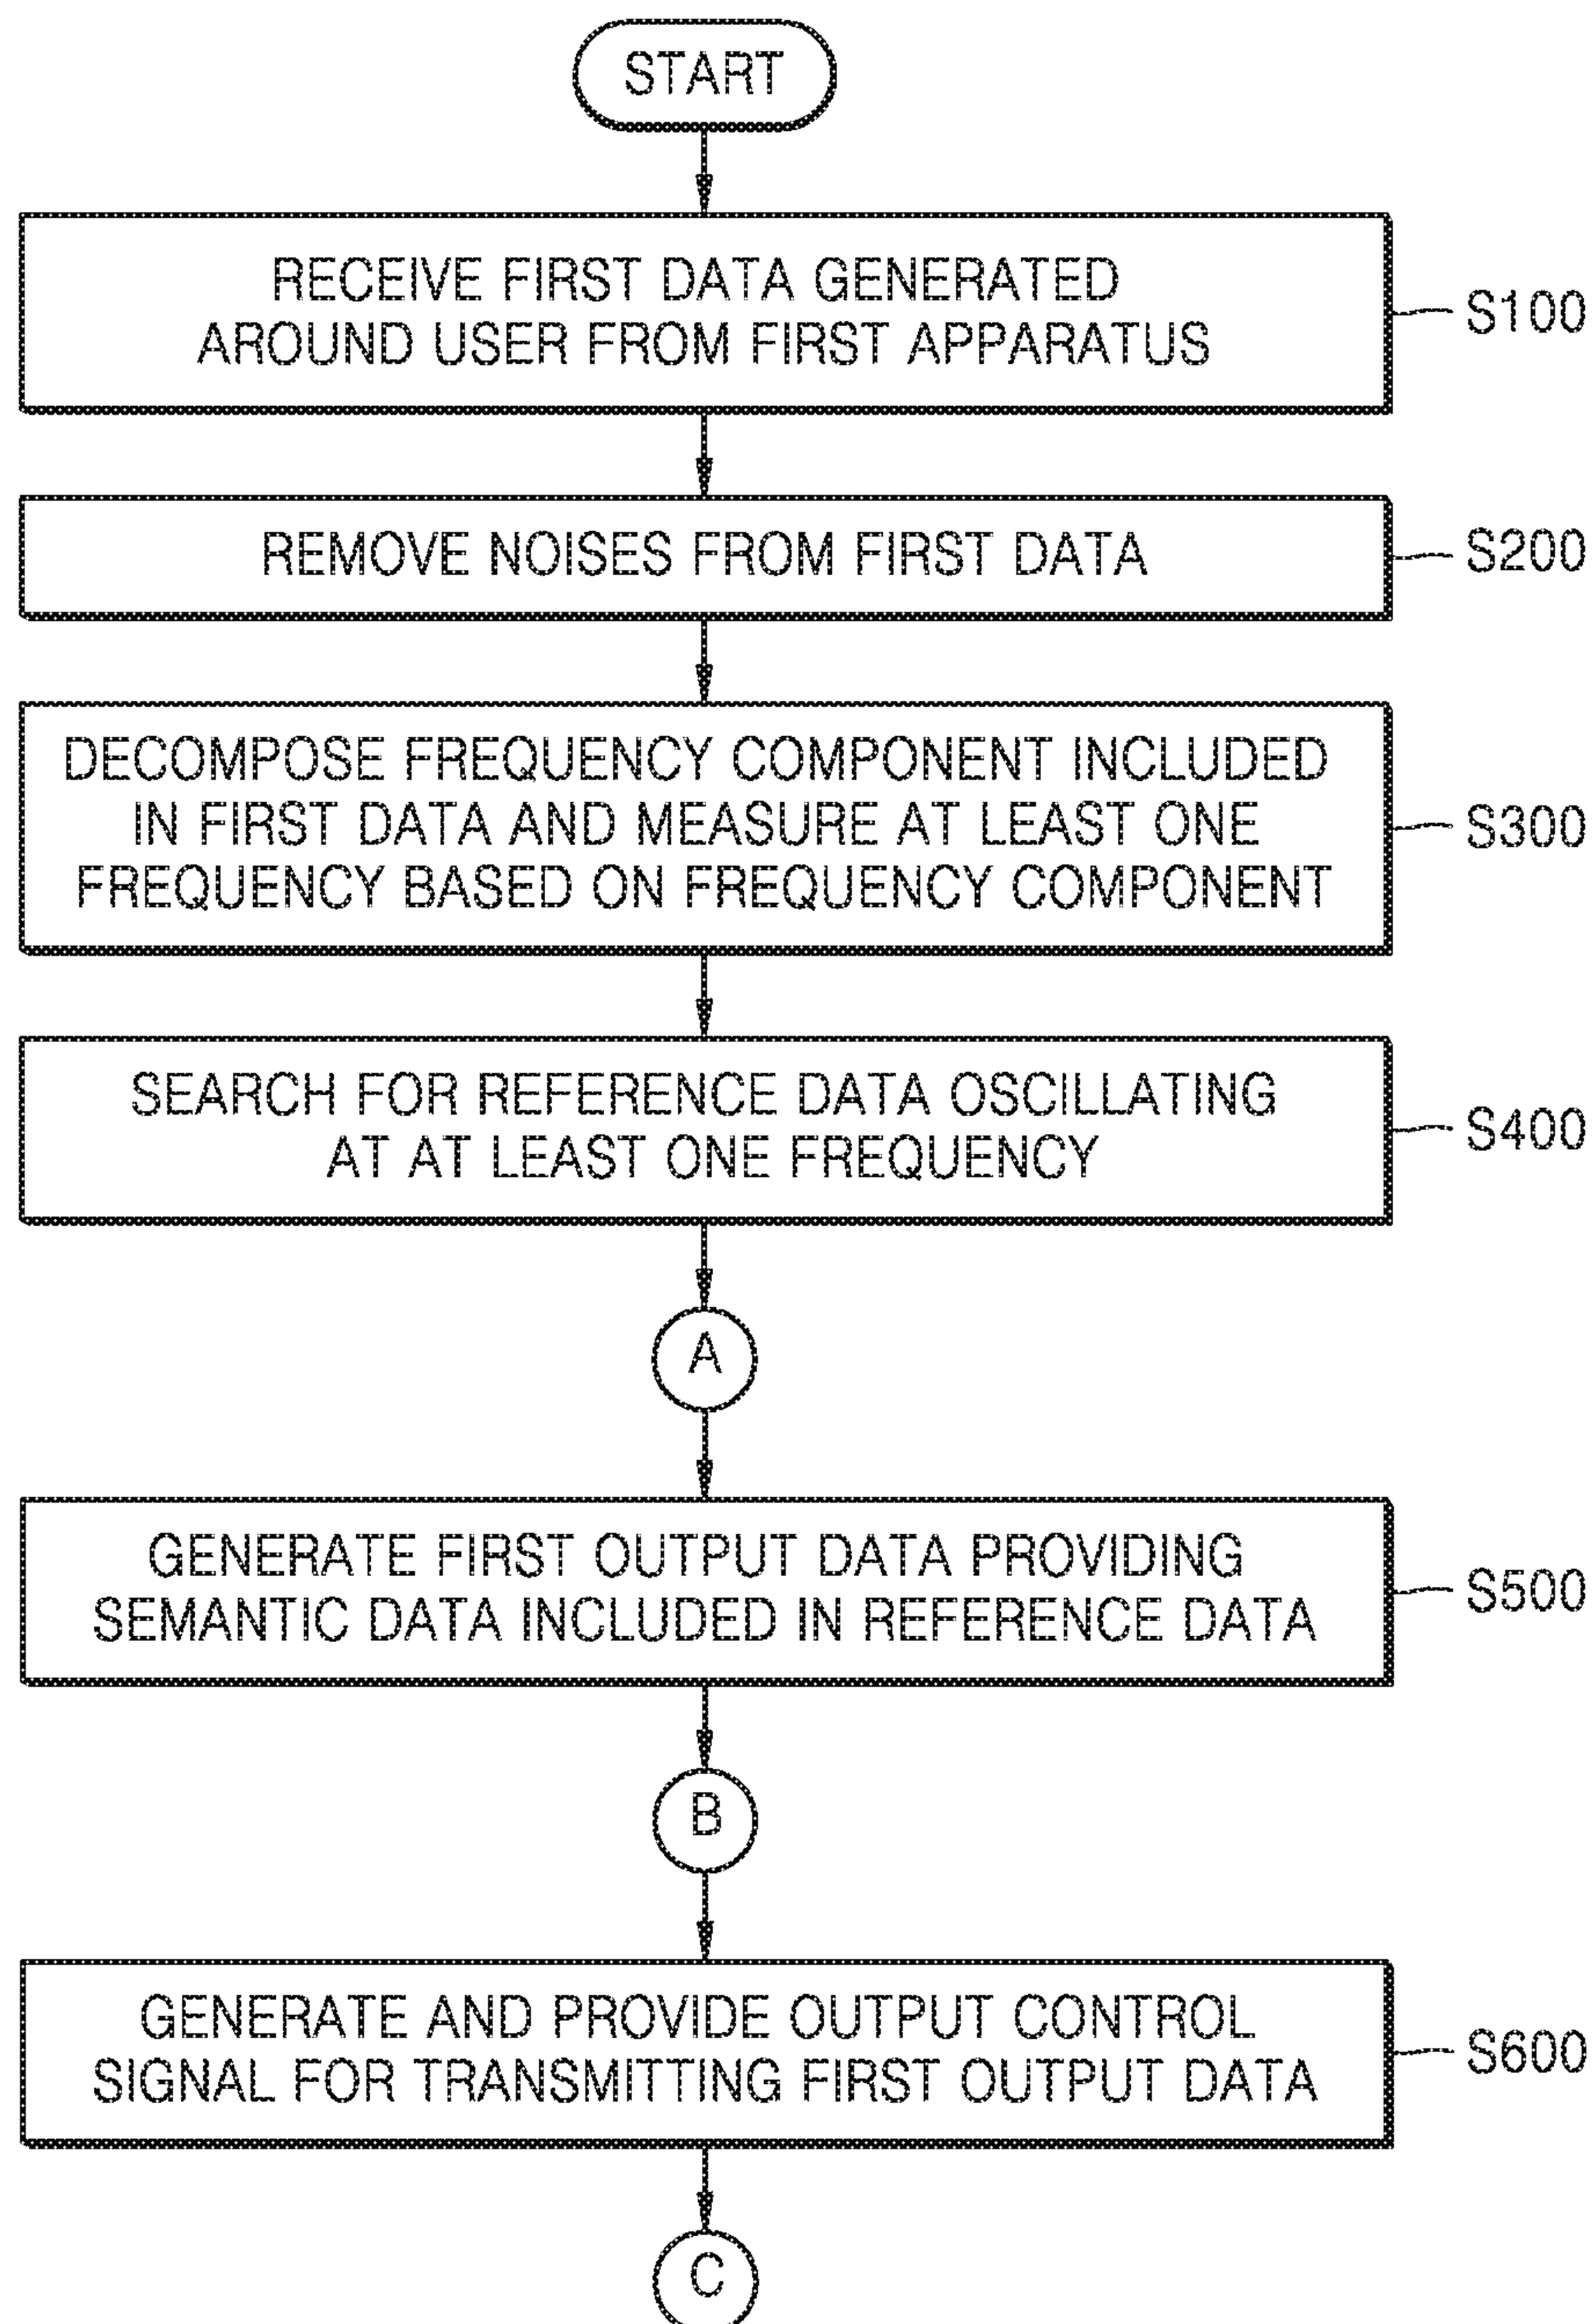 START
RECEIVE FIRST DATA GENERATED
AROUND USER FROM FIRST APPARATUS
S100
REMOVE NOISES FROM FIRST DATA
S200
DECOMPOSE FREQUENCY COMPONENT INCLUDED
IN FIRST DATA AND MEASURE AT LEAST ONE
FREQUENCY BASED ON FREQUENCY COMPONENT
S300
SEARCH FOR REFERENCE DATA OSCILLATING
AT AT LEAST ONE FREQUENCY
S400
A
GENERATE FIRST OUTPUT DATA PROVIDING
SEMANTIC DATA INCLUDED IN REFERENCE DATA
S500
B
GENERATE AND PROVIDE OUTPUT CONTROL
SIGNAL FOR TRANSMITTING FIRST OUTPUT DATA
S600
C